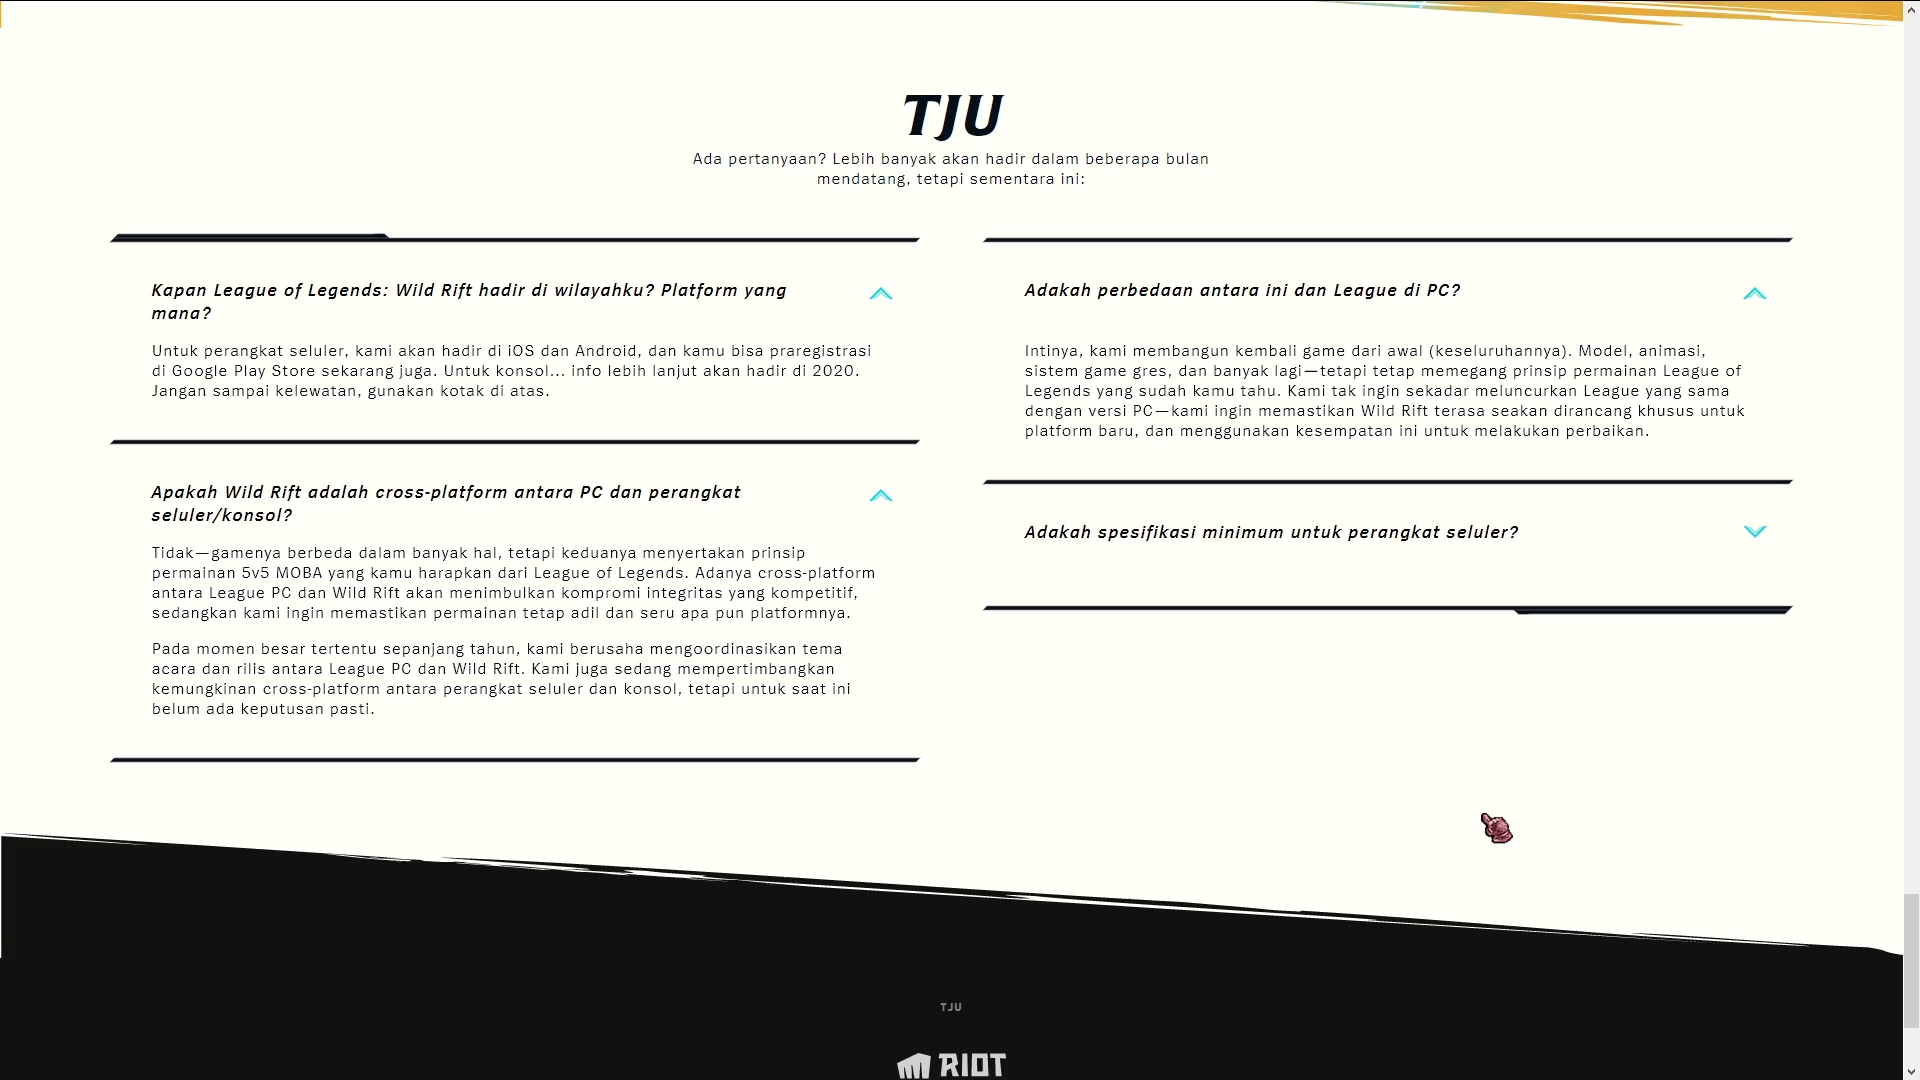 TJU
Ada pertanyaan? Lebih banyak akan hadir dalam beberapa bulan
mendatang, tetapi sementara ini:
Kapan League of Legends: Wild Rift hadir di wilayahku? Platform yang
mana?
Untuk perangkat seluler, kami akan hadir di iOS dan Android, dan kamu bisa praregistrasi
di Google Play Store sekarang juga. Untuk konsol... info lebih lanjut akan hadir di 2020.
Jangan sampai kelewatan, gunakan kotak di atas.
Apakah Wild Rift adalah cross-platform antara PC dan perangkat
seluler/konsol?
Tidak—gamenya berbeda dalam banyak hal, tetapi keduanya menyertakan prinsip
permainan 5v5 MOBA yang kamu harapkan dari League of Legends. Adanya cross-platform
antara League PC dan Wild Rift akan menimbulkan kompromi integritas yang kompetitif,
sedangkan kami ingin memastikan permainan tetap adil dan seru apa pun platformnya.
Pada momen besar tertentu sepanjang tahun, kami berusaha mengoordinasikan tema
acara dan rilis antara League PC dan Wild Rift. Kami juga sedang mempertimbangkan
kemungkinan cross-platform antara perangkat seluler dan konsol, tetapi untuk saat ini
belum ada keputusan pasti.
Adakah perbedaan antara ini dan League di PC?
Intinya, kami membangun kembali game dari awal (keseluruhannya). Model, animasi,
sistem game gres, dan banyak lagi—tetapi tetap memegang prinsip permainan League of
Legends yang sudah kamu tahu. Kami tak ingin sekadar meluncurkan League yang sama
dengan versi PC—kami ingin memastikan Wild Rift terasa seakan dirancang khusus untuk
platform baru, dan menggunakan kesempatan ini untuk melakukan perbaikan.
Adakah spesifikasi minimum untuk perangkat seluler?
TJU
RIOT